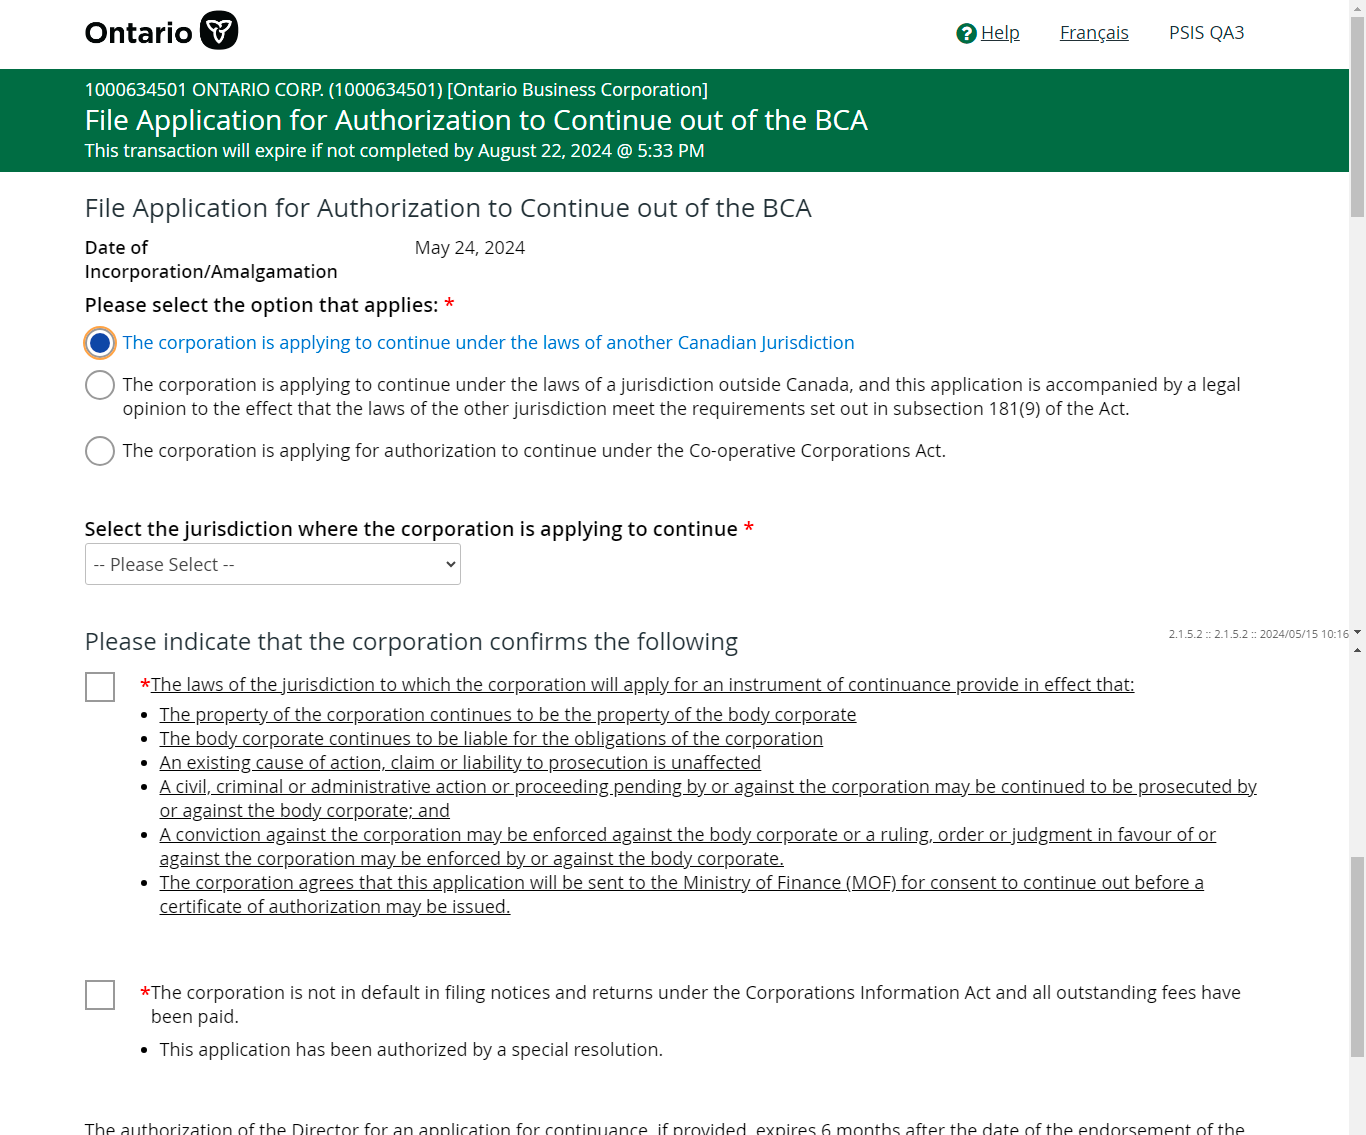 Ontario
Help
Français
PSIS QA3
1000634501 ONTARIO CORP. (1000634501) [Ontario Business Corporation]
File Application for Authorization to Continue out of the BCA
This transaction will expire if not completed by August 22, 2024 @ 5:33 PM
File Application for Authorization to Continue out of the BCA
Date of May 24, 2024
Incorporation/Amalgamation
Please select the option that applies: *
The corporation is applying to continue under the laws of another Canadian Jurisdiction
The corporation is applying to continue under the laws of a jurisdiction outside Canada, and this application is accompanied by a legal
opinion to the effect that the laws of the other jurisdiction meet the requirements set out in subsection 181(9) of the Act.
The corporation is applying for authorization to continue under the Co-operative Corporations Act.
Select the jurisdiction where the corporation is applying to continue *
-- Please Select --
2.1.5.2 :: 2.1.5.2 :: 2024/05/15 10:16
Please indicate that the corporation confirms the following
*The laws of the jurisdiction to which the corporation will apply for an instrument of continuance provide in effect that:
• The property of the corporation continues to be the property of the body corporate
• The body corporate continues to be liable for the obligations of the corporation
• An existing cause of action, claim or liability to prosecution is unaffected
• A civil, criminal or administrative action or proceeding pending by or against the corporation may be continued to be prosecuted by
or against the body corporate; and
• A conviction against the corporation may be enforced against the body corporate or a ruling, order or judgment in favour of or
against the corporation may be enforced by or against the body corporate.
• The corporation agrees that this application will be sent to the Ministry of Finance (MOF) for consent to continue out before a
certificate of authorization may be issued.
*The corporation is not in default in filing notices and returns under the Corporations Information Act and all outstanding fees have
been paid.
• This application has been authorized by a special resolution.
The authorization of the Director for an application for continuance, if provided, expires 6 months after the date of the endorsement of the